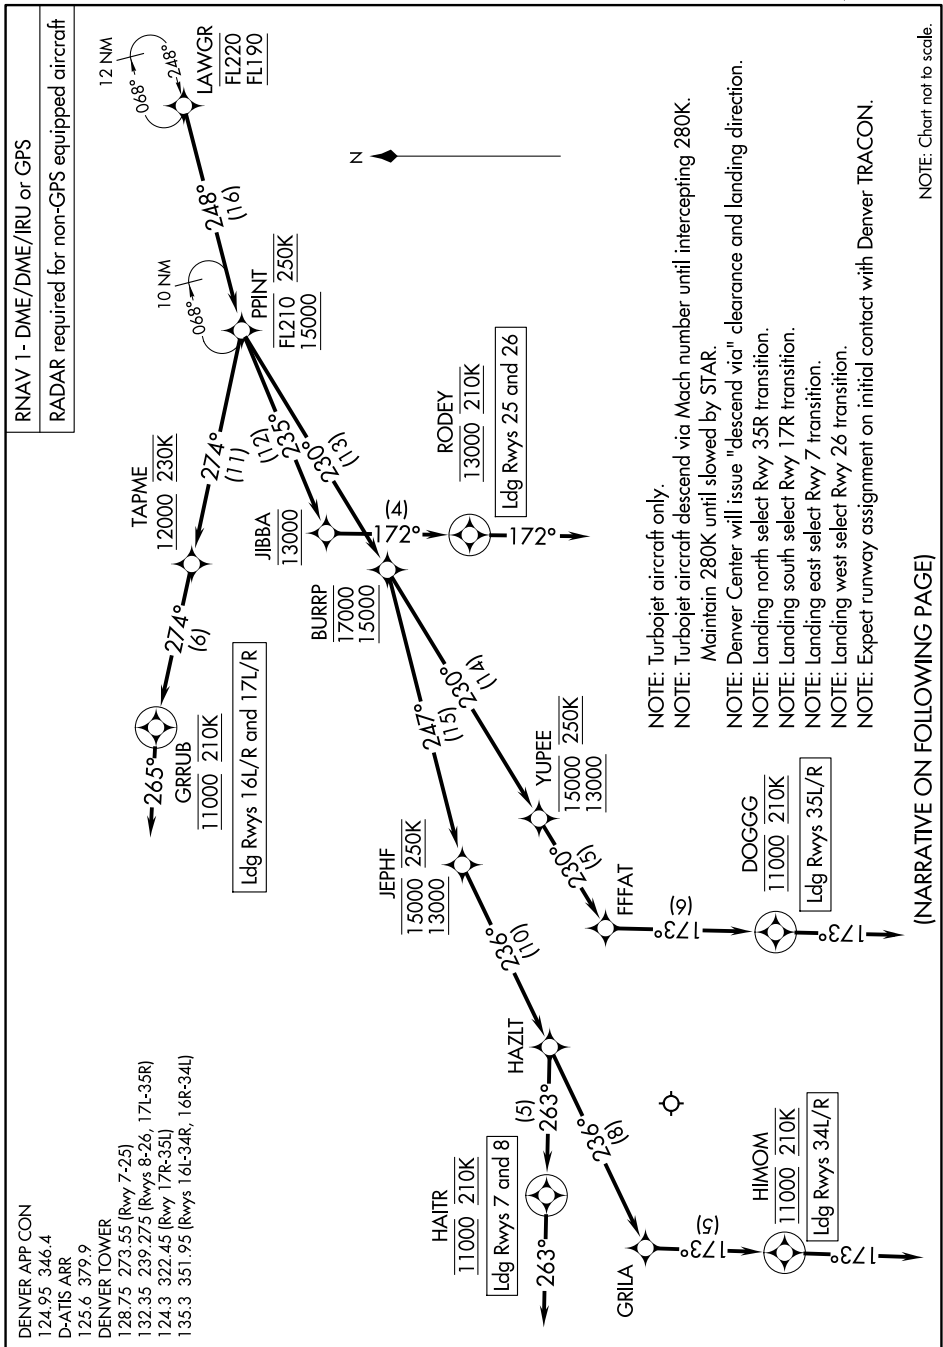 RNAV 1 - DME/DME/IRU or GPS
RADAR required for non-GPS equipped aircraft
DENVER APP CON
124.95 346.4
D-ATIS ARR
125.6 379.9
DENVER TOWER
128.75 273.55 (Rwy 7-25)
132.35 239.275 (Rwys 8-26, 17L-35R)
124.3 322.45 (Rwy 17R-35L)
135.3 351.95 (Rwys 16L-34R, 16R-34L)
12 NM
068°
248°
LAWGR
FL220
FL190
248°
(16)
N
10 NM
068°
PPINT
FL210 250K
15000
274°
(11)
TAPME
12000 230K
274°
(6)
265°
GRRUB
11000 210K
Ldg Rwys 16L/R and 17L/R
235°
(12)
JIBBA
13000
172°
(4)
RODEY
13000 210K
Ldg Rwys 25 and 26
172°
230°
(13)
BURRP
17000
15000
247°
(15)
JEPHF
15000 250K
13000
236°
(10)
HAZLT
263°
(5)
HAITR
11000 210K
Ldg Rwys 7 and 8
263°
236°
(8)
GRILA
173°
(5)
HIMOM
11000 210K
Ldg Rwys 34L/R
173°
230°
(14)
YUPEE
15000 250K
13000
230°
(5)
FFFAT
173°
(6)
DOGGG
11000 210K
Ldg Rwys 35L/R
173°
NOTE: Turbojet aircraft only.
NOTE: Turbojet aircraft descend via Mach number until intercepting 280K.
Maintain 280K until slowed by STAR.
NOTE: Denver Center will issue "descend via" clearance and landing direction.
NOTE: Landing north select Rwy 35R transition.
NOTE: Landing south select Rwy 17R transition.
NOTE: Landing east select Rwy 7 transition.
NOTE: Landing west select Rwy 26 transition.
NOTE: Expect runway assignment on initial contact with Denver TRACON.
NOTE: Chart not to scale.
(NARRATIVE ON FOLLOWING PAGE)